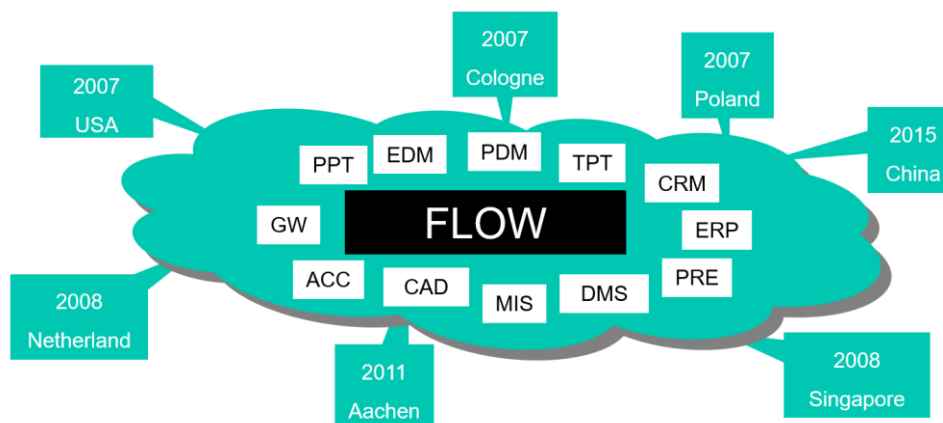 2007
Cologne
2007
Poland
2007
USA
2015
China
PPT
EDM
PDM
TPT
CRM
GW
FLOW
ERP
ACC
CAD
MIS
DMS
PRE
2008
Netherland
2011
Aachen
2008
Singapore